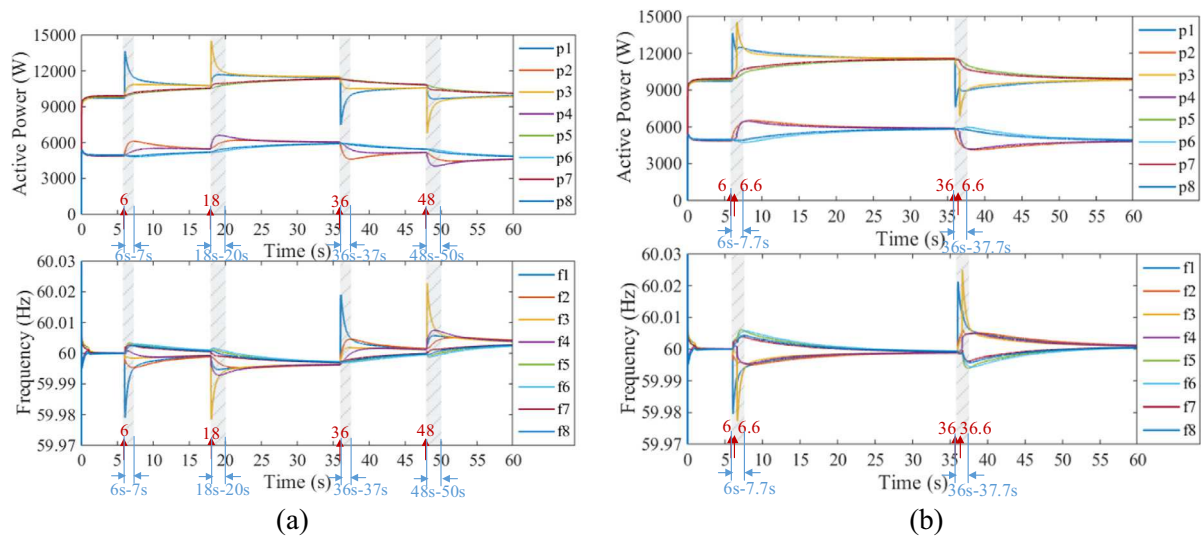 15000
12000
9000
6000
3000
0
Active Power (W)
p1
p2
p3
p4
p5
p6
p7
p8
6
18
36
48
0 5 10 15 20 25 30 35 40 45 50 55 60
Time (s)
6s-7s
18s-20s
36s-37s
48s-50s
60.03
60.02
60.01
60
59.99
59.98
59.97
Frequency (Hz)
f1
f2
f3
f4
f5
f6
f7
f8
6
18
36
48
0 5 10 15 20 25 30 35 40 45 50 55 60
Time (s)
6s-7s
18s-20s
36s-37s
48s-50s
(a)
15000
12000
9000
6000
3000
0
Active Power (W)
p1
p2
p3
p4
p5
p6
p7
p8
6 6.6
36 6.6
0 5 10 15 20 25 30 35 40 45 50 55 60
Time (s)
6s-7.7s
36s-37.7s
60.03
60.02
60.01
60
59.99
59.98
59.97
Frequency (Hz)
f1
f2
f3
f4
f5
f6
f7
f8
6 6.6
36 36.6
0 5 10 15 20 25 30 35 40 45 50 55 60
Time (s)
6s-7.7s
36s-37.7s
(b)